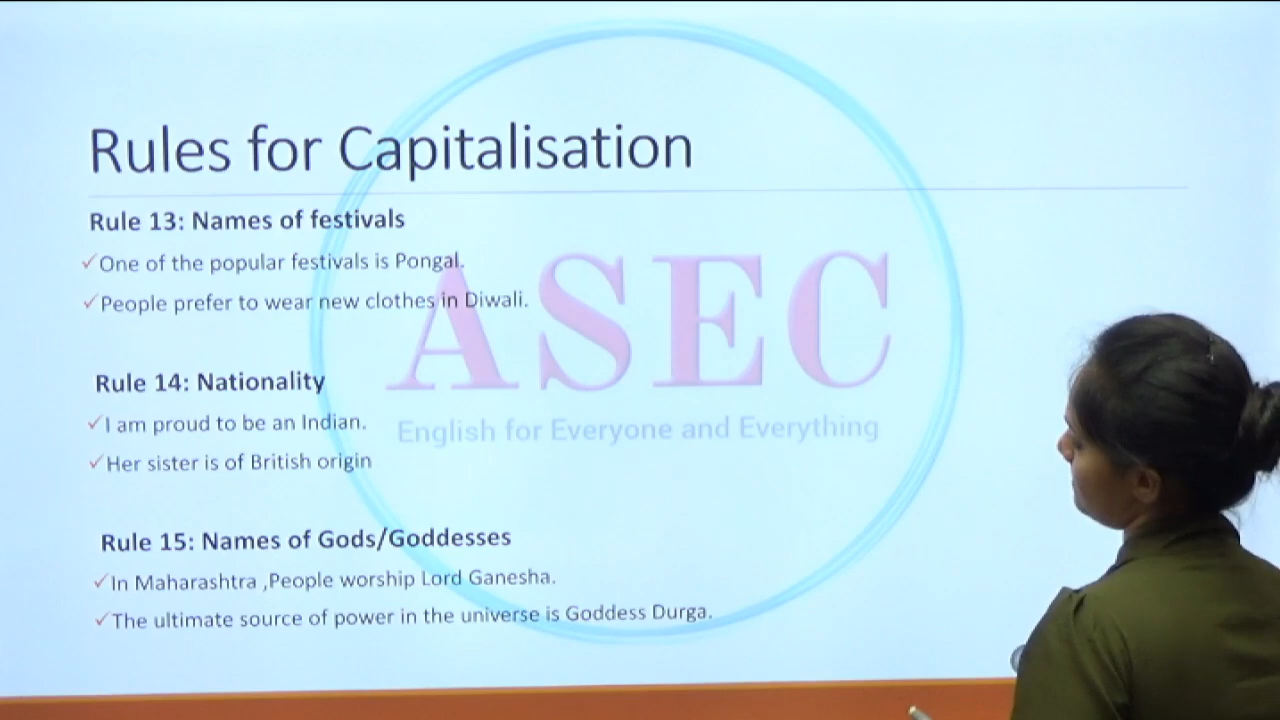 Rules for Capitalisation
Rule 13: Names of festivals
✓One of the popular festivals is Pongal.
✓People prefer to wear new clothes in Diwali.
ASEC
English for Everyone and Everything
Rule 14: Nationality
✓I am proud to be an Indian.
✓Her sister is of British origin
Rule 15: Names of Gods/Goddesses
✓In Maharashtra ,People worship Lord Ganesha.
✓The ultimate source of power in the universe is Goddess Durga.